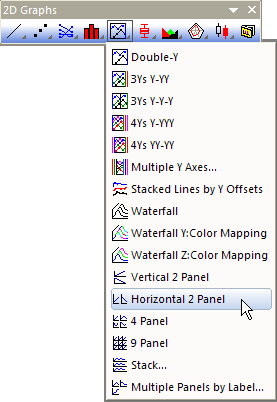 2D Graphs
Double-Y
3Ys Y-YY
3Ys Y-Y-Y
4Ys Y-YYY
4Ys YY-YY
Multiple Y Axes...
Stacked Lines by Y Offsets
Waterfall
Waterfall Y:Color Mapping
Waterfall Z:Color Mapping
Vertical 2 Panel
Horizontal 2 Panel
4 Panel
9 Panel
Stack...
Multiple Panels by Label...